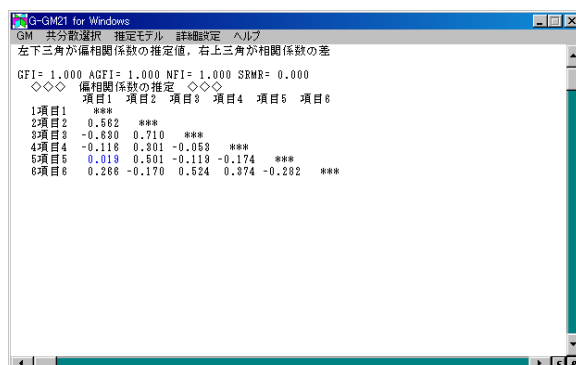 G-GM21 for Windows
GM 共分散選択 推定モデル 詳細設定 ヘルプ
左下三角が偏相関係数の推定値，右上三角が相関係数の差
GFI= 1.000 AGFI= 1.000 NFI= 1.000 SRMR= 0.000
◇◇◇ 偏相関係数の推定 ◇◇◇
項目1 項目2 項目3 項目4 項目5 項目6
1項目1 ***
2項目2 0.562 ***
3項目3 -0.630 0.710 ***
4項目4 -0.116 0.301 -0.053 ***
5項目5 0.019 0.501 -0.119 -0.174 ***
6項目6 0.266 -0.170 0.524 0.374 -0.282 ***